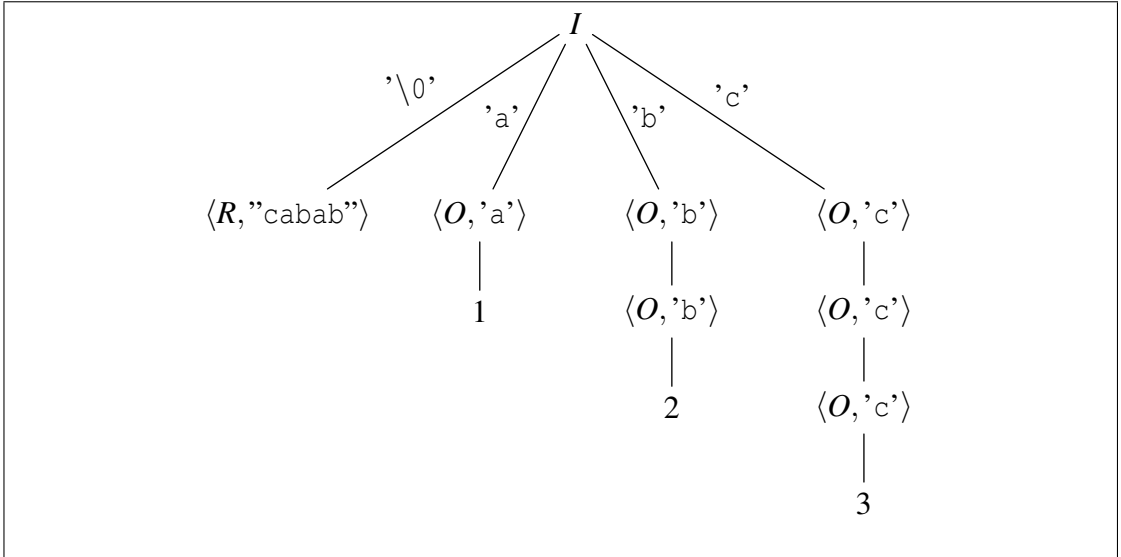 I
’\0’ ’a’ ’b’ ’c’
⟨R,”cabab”⟩ ⟨O,’a’⟩ ⟨O,’b’⟩ ⟨O,’c’⟩
1 ⟨O,’b’⟩ ⟨O,’c’⟩
2 ⟨O,’c’⟩
3